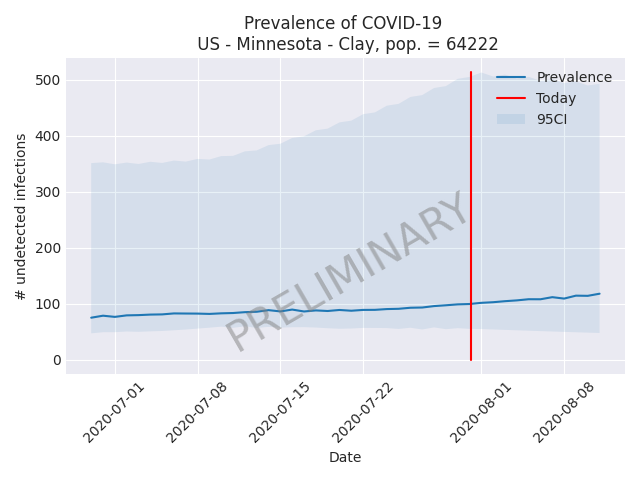 Prevalence of COVID-19
US - Minnesota - Clay, pop. = 64222
500
400
300
200
100
0
# undetected infections
Prevalence
Today
95CI
PRELIMINARY
2020-07-01
2020-07-08
2020-07-15
2020-07-22
2020-08-01
2020-08-08
Date